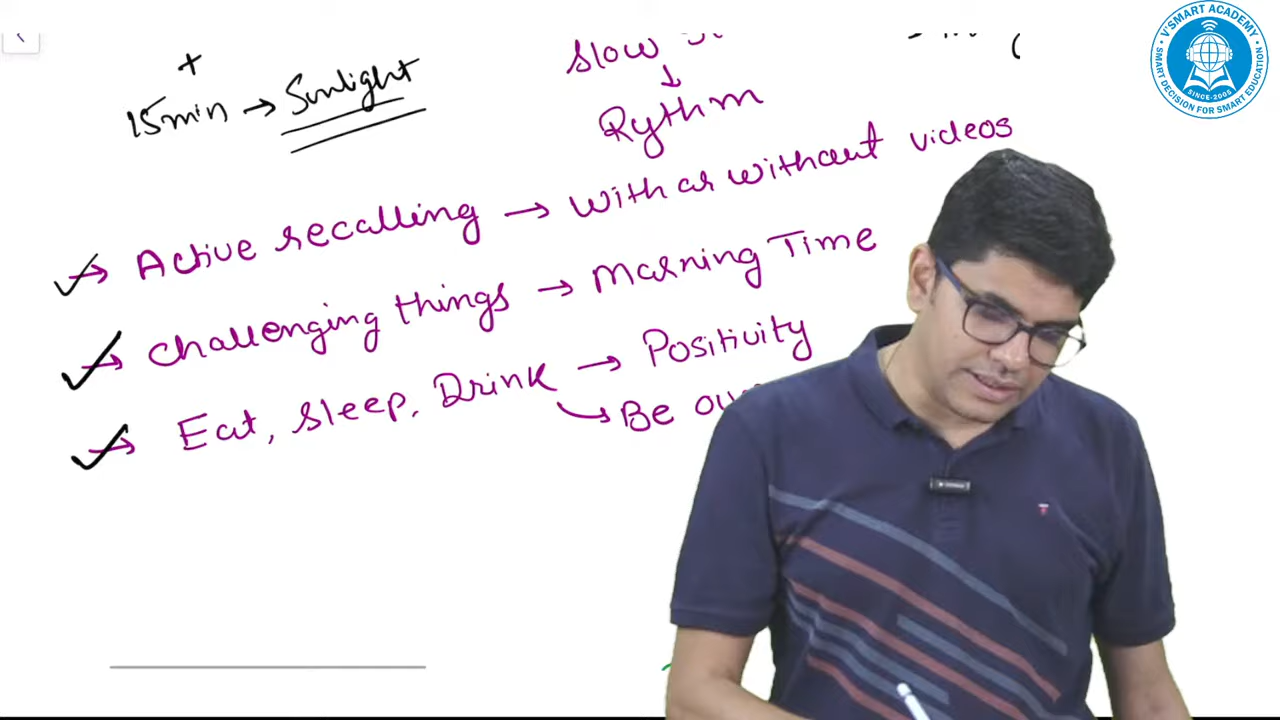 V'SMART ACADEMY
SMART DECISION FOR SMART EDUCATION
SINCE-2005
+
15min → Sunlight
Slow
↓
Rythm
→ Active recalling → With or without videos
→ Challenging things → Morning Time
→ Eat, Sleep, Drink → Positivity
→ Be